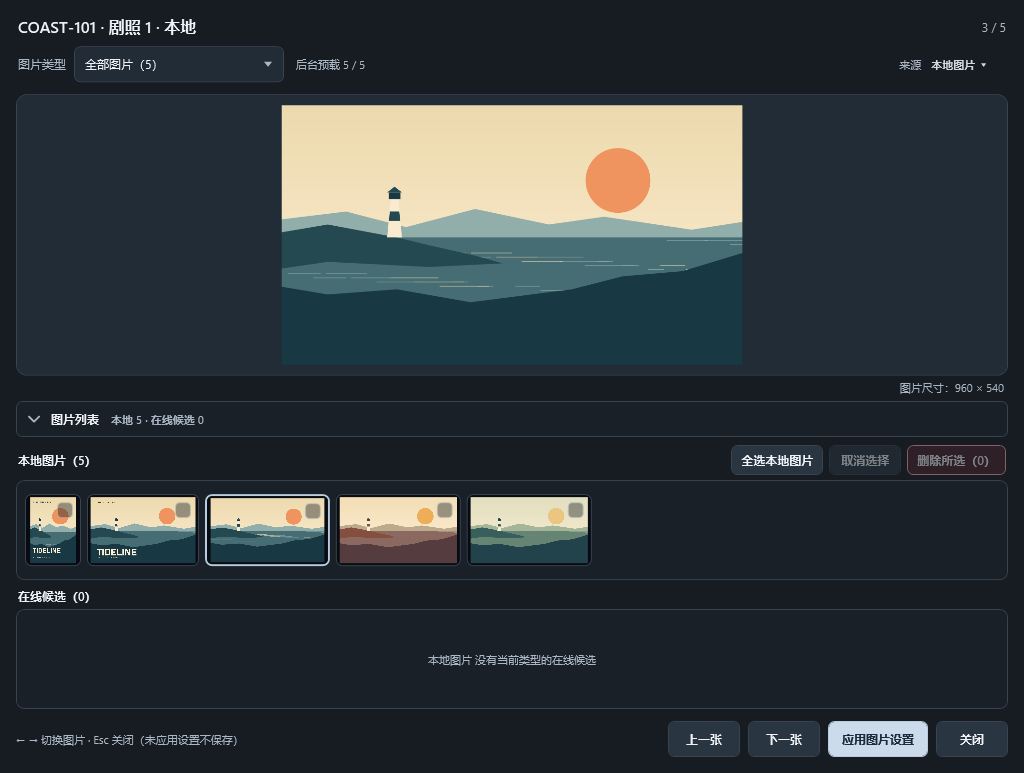 COAST-101 · 剧照 1 · 本地
3 / 5
图片类型 全部图片（5） 后台预载 5 / 5
来源 本地图片
图片尺寸：960 × 540
图片列表 本地 5 · 在线候选 0
本地图片（5）
全选本地图片 取消选择 删除所选（0）
TIDELINE
TIDELINE
在线候选（0）
本地图片 没有当前类型的在线候选
← → 切换图片 · Esc 关闭（未应用设置不保存）
上一张 下一张 应用图片设置 关闭